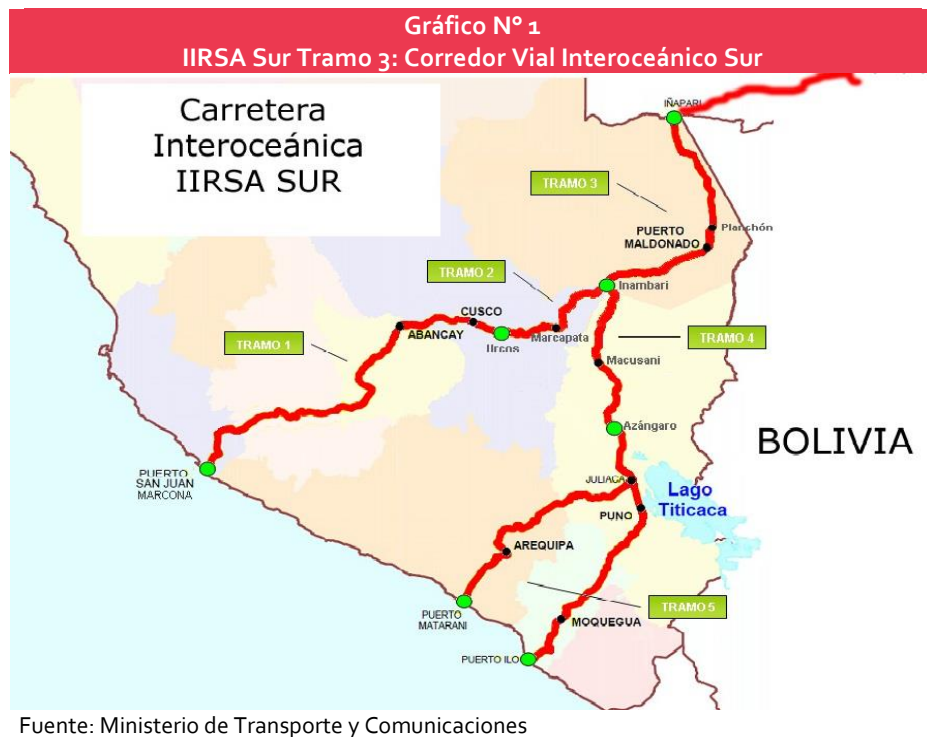 Gráfico N° 1
IIRSA Sur Tramo 3: Corredor Vial Interoceánico Sur
Carretera
Interoceánica
IIRSA SUR
IÑAPARI
TRAMO 3
Planchón
PUERTO
MALDONADO
TRAMO 2
Inambari
CUSCO
ABANCAY
Urcos
Marcapata
TRAMO 1
TRAMO 4
Macusani
Azángaro
BOLIVIA
PUERTO
SAN JUAN
MARCONA
JULIACA
Lago
Titicaca
PUNO
AREQUIPA
TRAMO 5
PUERTO
MATARANI
MOQUEGUA
PUERTO ILO
Fuente: Ministerio de Transporte y Comunicaciones